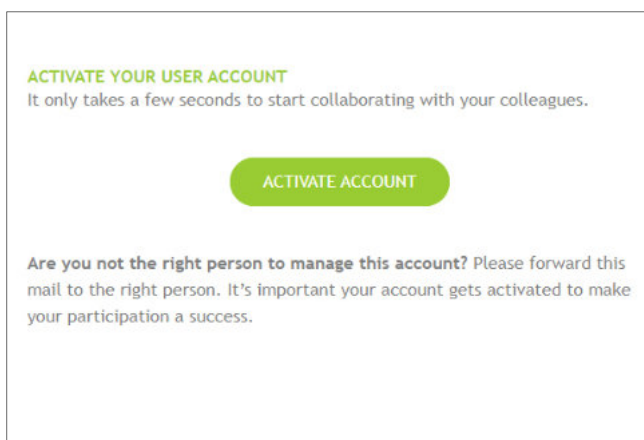 ACTIVATE YOUR USER ACCOUNT
It only takes a few seconds to start collaborating with your colleagues.
ACTIVATE ACCOUNT
Are you not the right person to manage this account? Please forward this
mail to the right person. It's important your account gets activated to make
your participation a success.